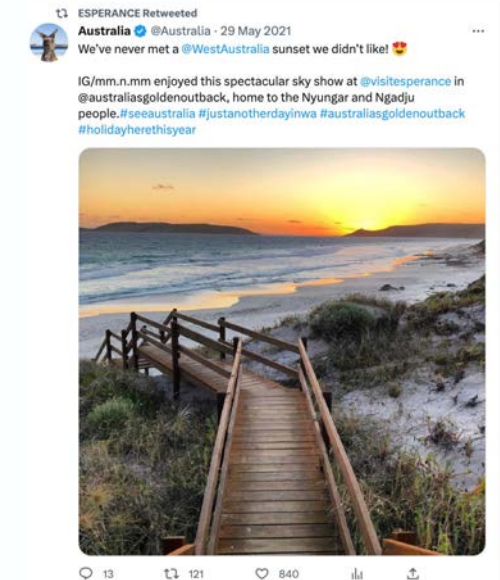 ESPERANCE Retweeted
Australia @Australia · 29 May 2021
We've never met a @WestAustralia sunset we didn't like! 😍
IG/mm.n.mm enjoyed this spectacular sky show at @visitesperance in
@australiasgoldenoutback, home to the Nyungar and Ngadju
people.#seeaustralia #justanotherdayinwa #australiasgoldenoutback
#holidayherethisyear
13 121 840